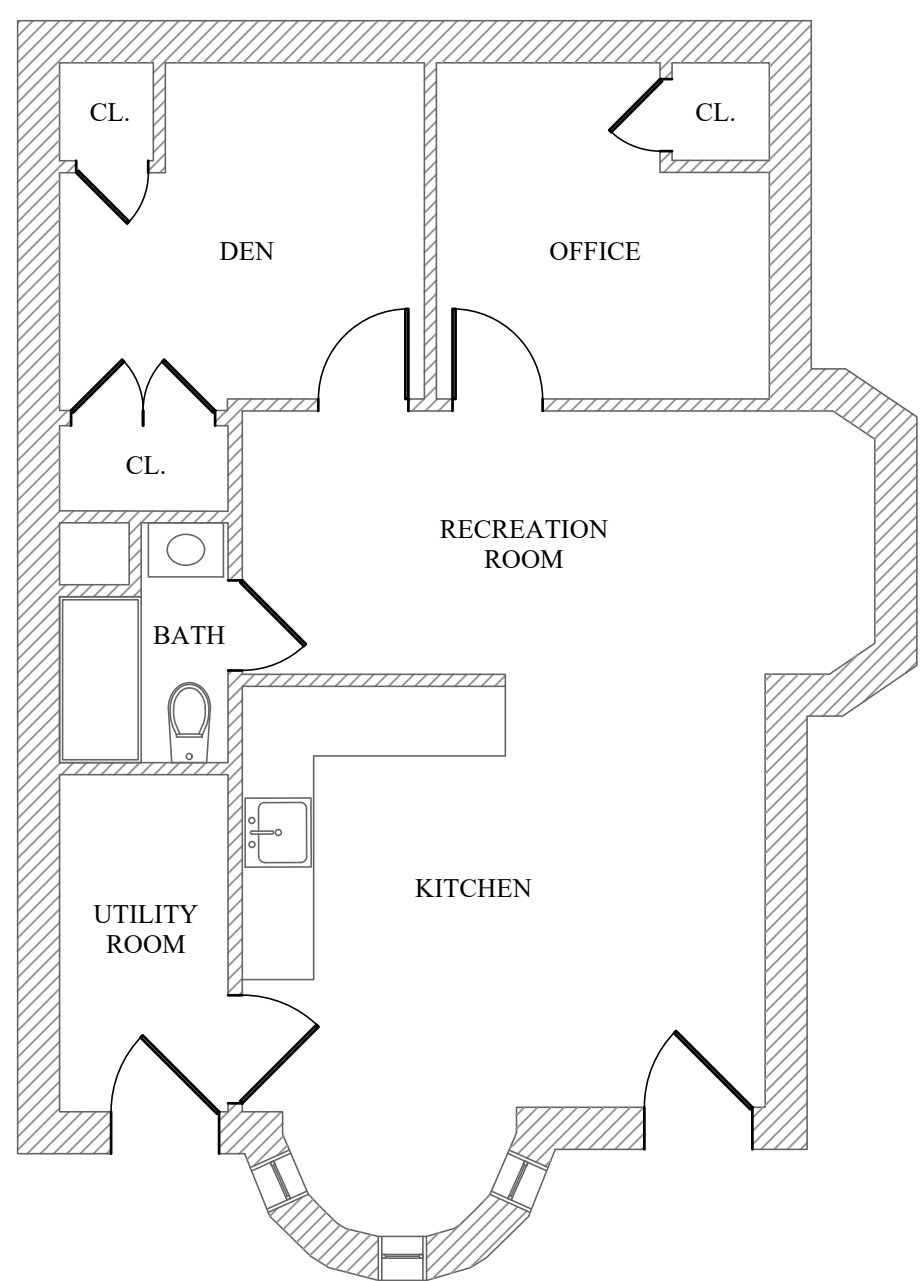 CL.
CL.
DEN
OFFICE
CL.
RECREATION
ROOM
BATH
KITCHEN
UTILITY
ROOM